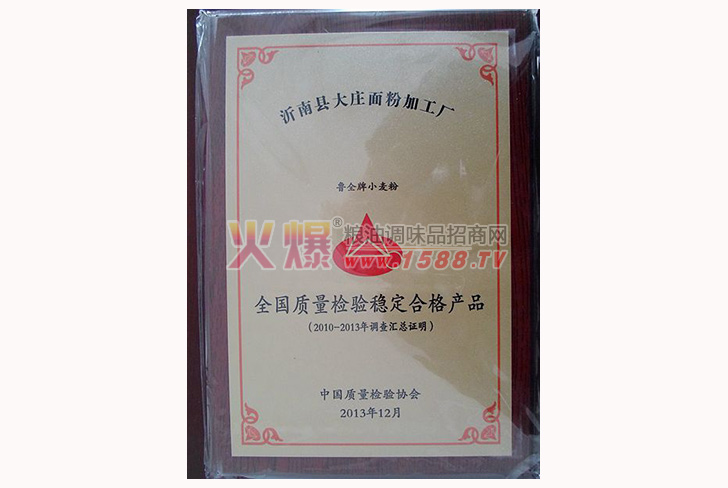 沂南县大庄面粉加工厂
鲁全牌小麦粉
火爆®粮油调味品招商网
www.1588.TV
全国质量检验稳定合格产品
(2010-2013年调查汇总证明)
中国质量检验协会
2013年12月